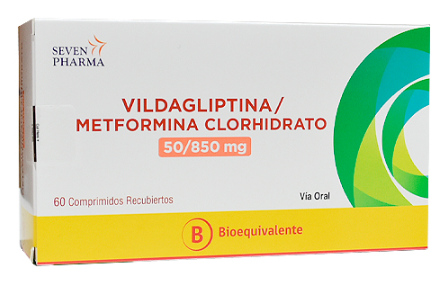 SEVEN
PHARMA
VILDAGLIPTINA/
METFORMINA CLORHIDRATO
50/850 mg
60 Comprimidos Recubiertos
Vía Oral
B Bioequivalente